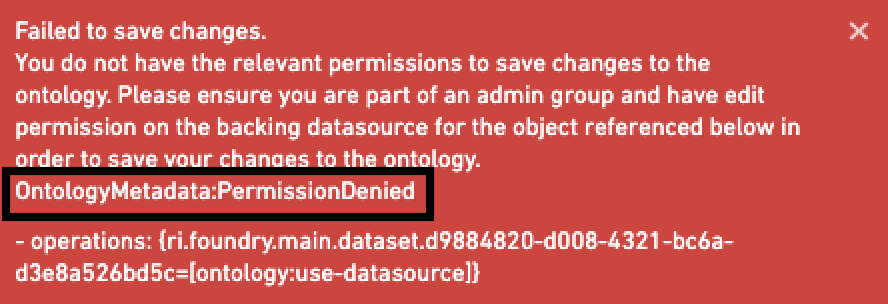 Failed to save changes.
You do not have the relevant permissions to save changes to the
ontology. Please ensure you are part of an admin group and have edit
permission on the backing datasource for the object referenced below in
order to save your changes to the ontology.
OntologyMetadata:PermissionDenied
- operations: {ri.foundry.main.dataset.d9884820-d008-4321-bc6a-
d3e8a526bd5c=[ontology:use-datasource]}